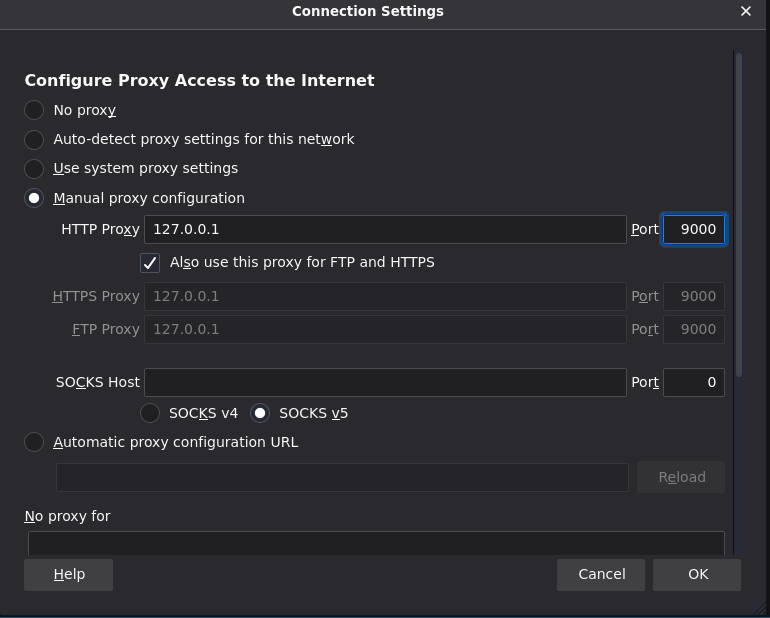 Connection Settings ×
Configure Proxy Access to the Internet
No proxy
Auto-detect proxy settings for this network
Use system proxy settings
Manual proxy configuration
HTTP Proxy 127.0.0.1 Port 9000
Also use this proxy for FTP and HTTPS
HTTPS Proxy 127.0.0.1 Port 9000
FTP Proxy 127.0.0.1 Port 9000
SOCKS Host Port 0
SOCKS v4 SOCKS v5
Automatic proxy configuration URL
Reload
No proxy for
Help Cancel OK